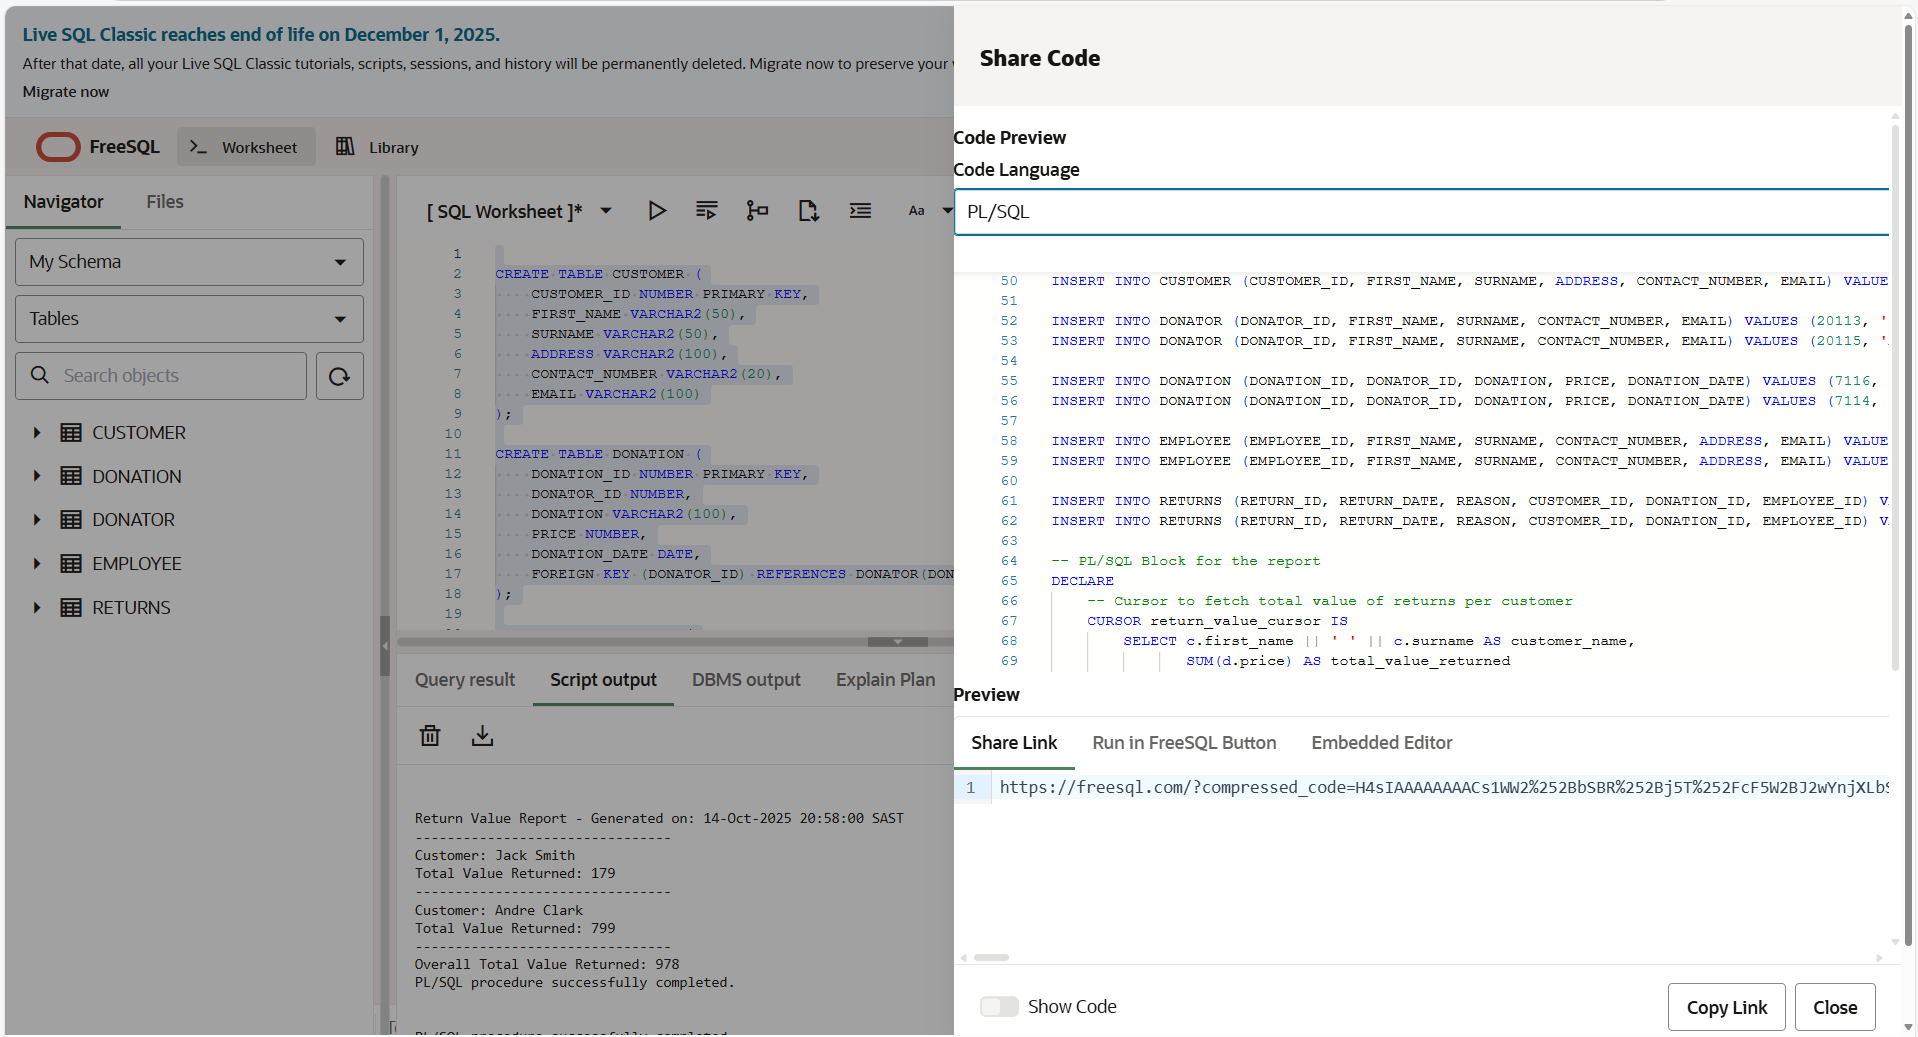 Live SQL Classic reaches end of life on December 1, 2025.
After that date, all your Live SQL Classic tutorials, scripts, sessions, and history will be permanently deleted. Migrate now to preserve your
Migrate now
FreeSQL
Worksheet
Library
Navigator
Files
My Schema
Tables
Search objects
CUSTOMER
DONATION
DONATOR
EMPLOYEE
RETURNS
[ SQL Worksheet ]*
Aa
1
2 CREATE TABLE CUSTOMER (
3 CUSTOMER_ID NUMBER PRIMARY KEY,
4 FIRST_NAME VARCHAR2(50),
5 SURNAME VARCHAR2(50),
6 ADDRESS VARCHAR2(100),
7 CONTACT_NUMBER VARCHAR2(20),
8 EMAIL VARCHAR2(100)
9 );
10
11 CREATE TABLE DONATION (
12 DONATION_ID NUMBER PRIMARY KEY,
13 DONATOR_ID NUMBER,
14 DONATION VARCHAR2(100),
15 PRICE NUMBER,
16 DONATION_DATE DATE,
17 FOREIGN KEY (DONATOR_ID) REFERENCES DONATOR(DON
18 );
19
Query result
Script output
DBMS output
Explain Plan
Return Value Report - Generated on: 14-Oct-2025 20:58:00 SAST
--------------------------------
Customer: Jack Smith
Total Value Returned: 179
--------------------------------
Customer: Andre Clark
Total Value Returned: 799
--------------------------------
Overall Total Value Returned: 978
PL/SQL procedure successfully completed.
Share Code
Code Preview
Code Language
PL/SQL
50 INSERT INTO CUSTOMER (CUSTOMER_ID, FIRST_NAME, SURNAME, ADDRESS, CONTACT_NUMBER, EMAIL) VALUE
51
52 INSERT INTO DONATOR (DONATOR_ID, FIRST_NAME, SURNAME, CONTACT_NUMBER, EMAIL) VALUES (20113, '
53 INSERT INTO DONATOR (DONATOR_ID, FIRST_NAME, SURNAME, CONTACT_NUMBER, EMAIL) VALUES (20115, '
54
55 INSERT INTO DONATION (DONATION_ID, DONATOR_ID, DONATION, PRICE, DONATION_DATE) VALUES (7116,
56 INSERT INTO DONATION (DONATION_ID, DONATOR_ID, DONATION, PRICE, DONATION_DATE) VALUES (7114,
57
58 INSERT INTO EMPLOYEE (EMPLOYEE_ID, FIRST_NAME, SURNAME, CONTACT_NUMBER, ADDRESS, EMAIL) VALUE
59 INSERT INTO EMPLOYEE (EMPLOYEE_ID, FIRST_NAME, SURNAME, CONTACT_NUMBER, ADDRESS, EMAIL) VALUE
60
61 INSERT INTO RETURNS (RETURN_ID, RETURN_DATE, REASON, CUSTOMER_ID, DONATION_ID, EMPLOYEE_ID) V
62 INSERT INTO RETURNS (RETURN_ID, RETURN_DATE, REASON, CUSTOMER_ID, DONATION_ID, EMPLOYEE_ID) V
63
64 -- PL/SQL Block for the report
65 DECLARE
66 -- Cursor to fetch total value of returns per customer
67 CURSOR return_value_cursor IS
68 SELECT c.first_name || ' ' || c.surname AS customer_name,
69 SUM(d.price) AS total_value_returned
Preview
Share Link
Run in FreeSQL Button
Embedded Editor
1 https://freesql.com/?compressed_code=H4sIAAAAAAAACs1WW2%252BbSBR%252Bj5T%252FcF5W2BJ2wYnjXLbS
Show Code
Copy Link
Close